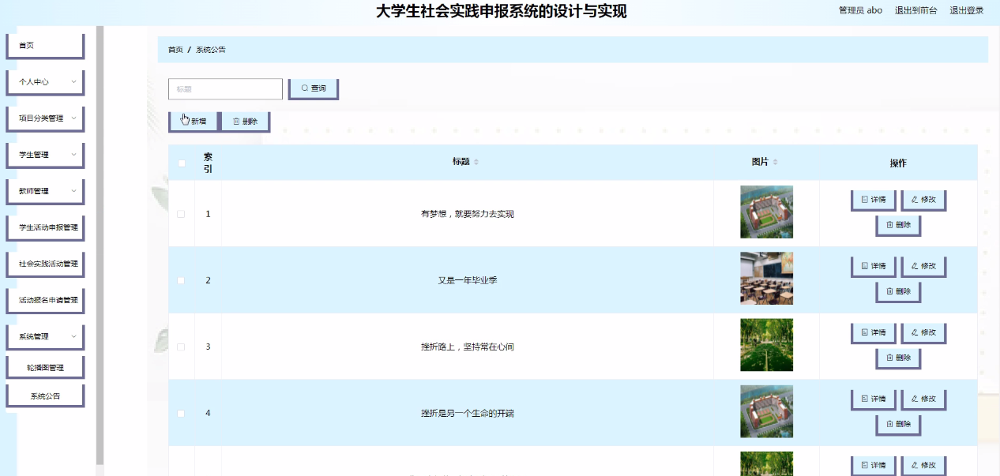 大学生社会实践申报系统的设计与实现
管理员 abo 退出到前台 退出登录
首页
个人中心
项目分类管理
学生管理
教师管理
学生活动申报管理
社会实践活动管理
活动报名申请管理
系统管理
轮播图管理
系统公告
首页 / 系统公告
标题 查询
新增 删除
索引 标题 图片 操作
1 有梦想，就要努力去实现 详情 修改
删除
2 又是一年毕业季 详情 修改
删除
3 挫折路上，坚持常在心间 详情 修改
删除
4 挫折是另一个生命的开端 详情 修改
删除
详情 修改